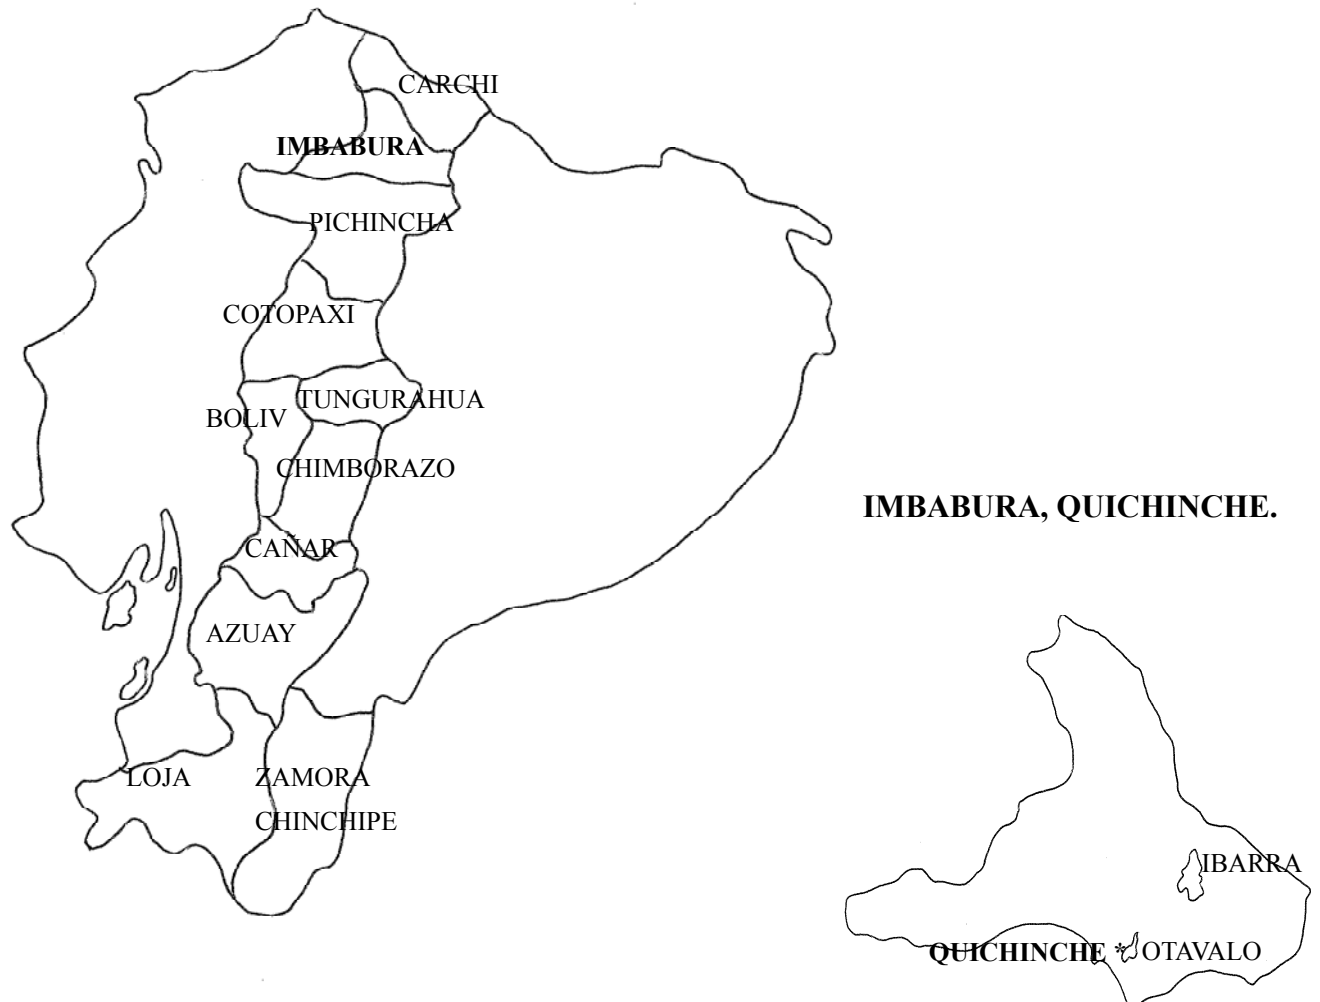 CARCHI
IMBABURA
PICHINCHA
COTOPAXI
TUNGURAHUA
BOLIV
CHIMBORAZO
IMBABURA, QUICHINCHE.
CAÑAR
AZUAY
LOJA
ZAMORA
CHINCHIPE
IBARRA
QUICHINCHE * OTAVALO